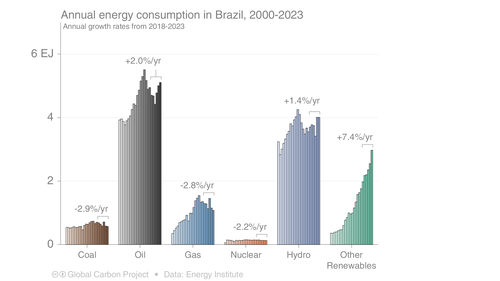 Annual energy consumption in Brazil, 2000-2023
Annual growth rates from 2018-2023
6 EJ
+2.0%/yr
+1.4%/yr
4
+7.4%/yr
-2.8%/yr
2
-2.9%/yr
-2.2%/yr
0
Coal Oil Gas Nuclear Hydro Other
Renewables
Global Carbon Project • Data: Energy Institute